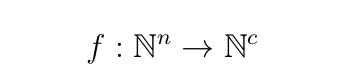 f : ℕⁿ → ℕᶜ